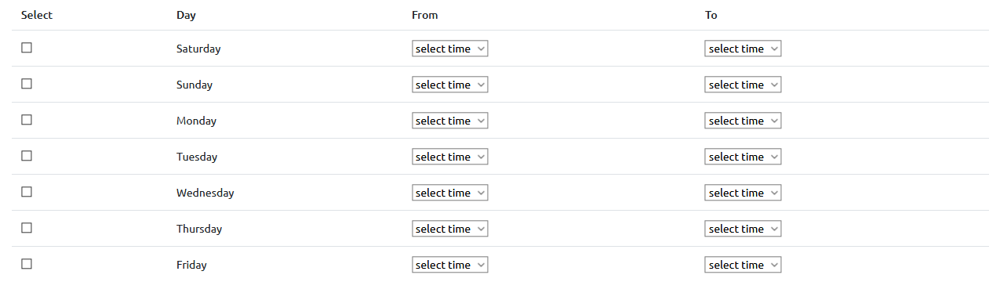 Select Day From To
Saturday select time select time
Sunday select time select time
Monday select time select time
Tuesday select time select time
Wednesday select time select time
Thursday select time select time
Friday select time select time